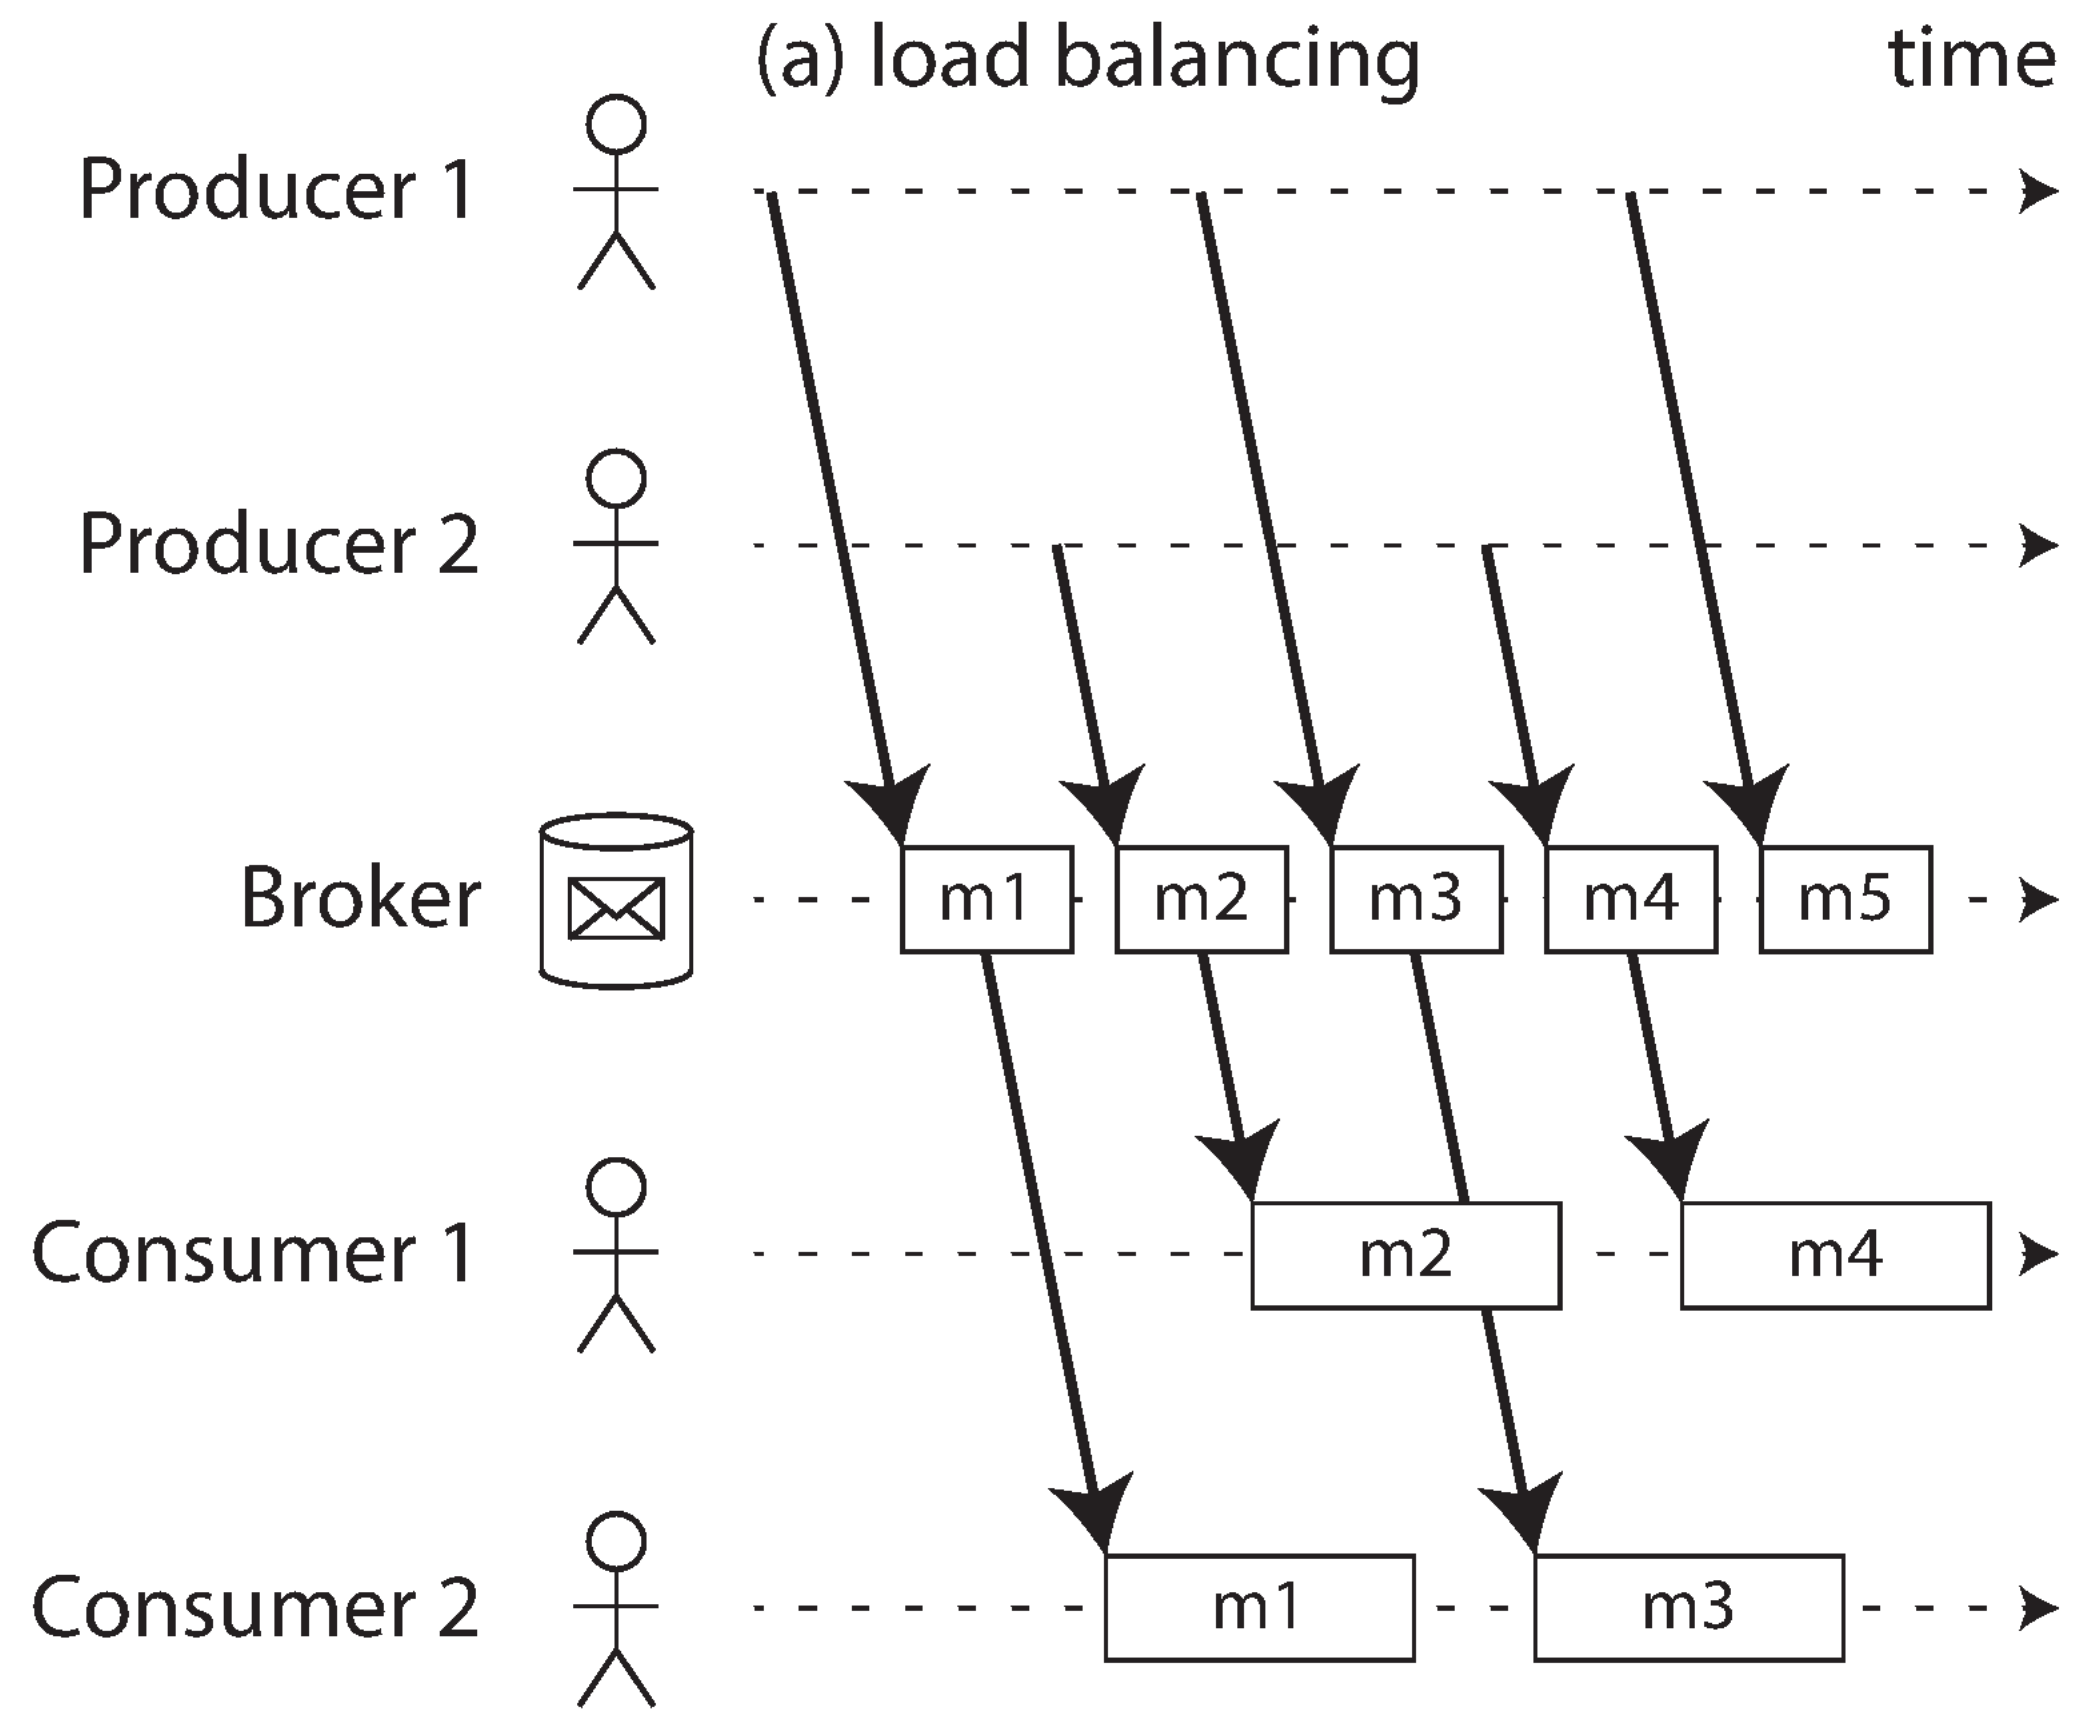 (a) load balancing
time
Producer 1
Producer 2
Broker
m1
m2
m3
m4
m5
Consumer 1
m2
m4
Consumer 2
m1
m3